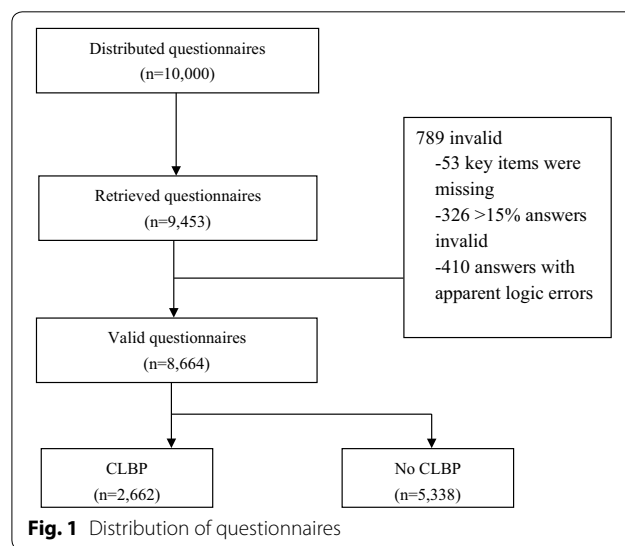 Distributed questionnaires
(n=10,000)
789 invalid
-53 key items were
missing
-326 >15% answers
invalid
-410 answers with
apparent logic errors
Retrieved questionnaires
(n=9,453)
Valid questionnaires
(n=8,664)
CLBP
(n=2,662)
No CLBP
(n=5,338)
Fig. 1 Distribution of questionnaires